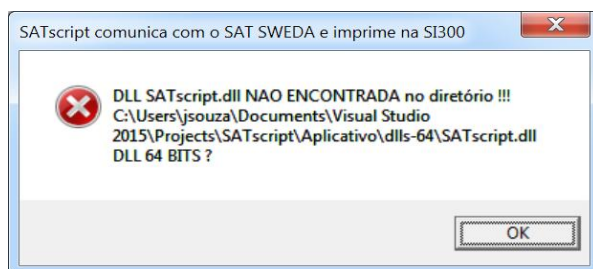 SATscript comunica com o SAT SWEDA e imprime na SI300
DLL SATscript.dll NAO ENCONTRADA no diretório !!!
C:\Users\jsouza\Documents\Visual Studio
2015\Projects\SATscript\Aplicativo\dlls-64\SATscript.dll
DLL 64 BITS ?
OK